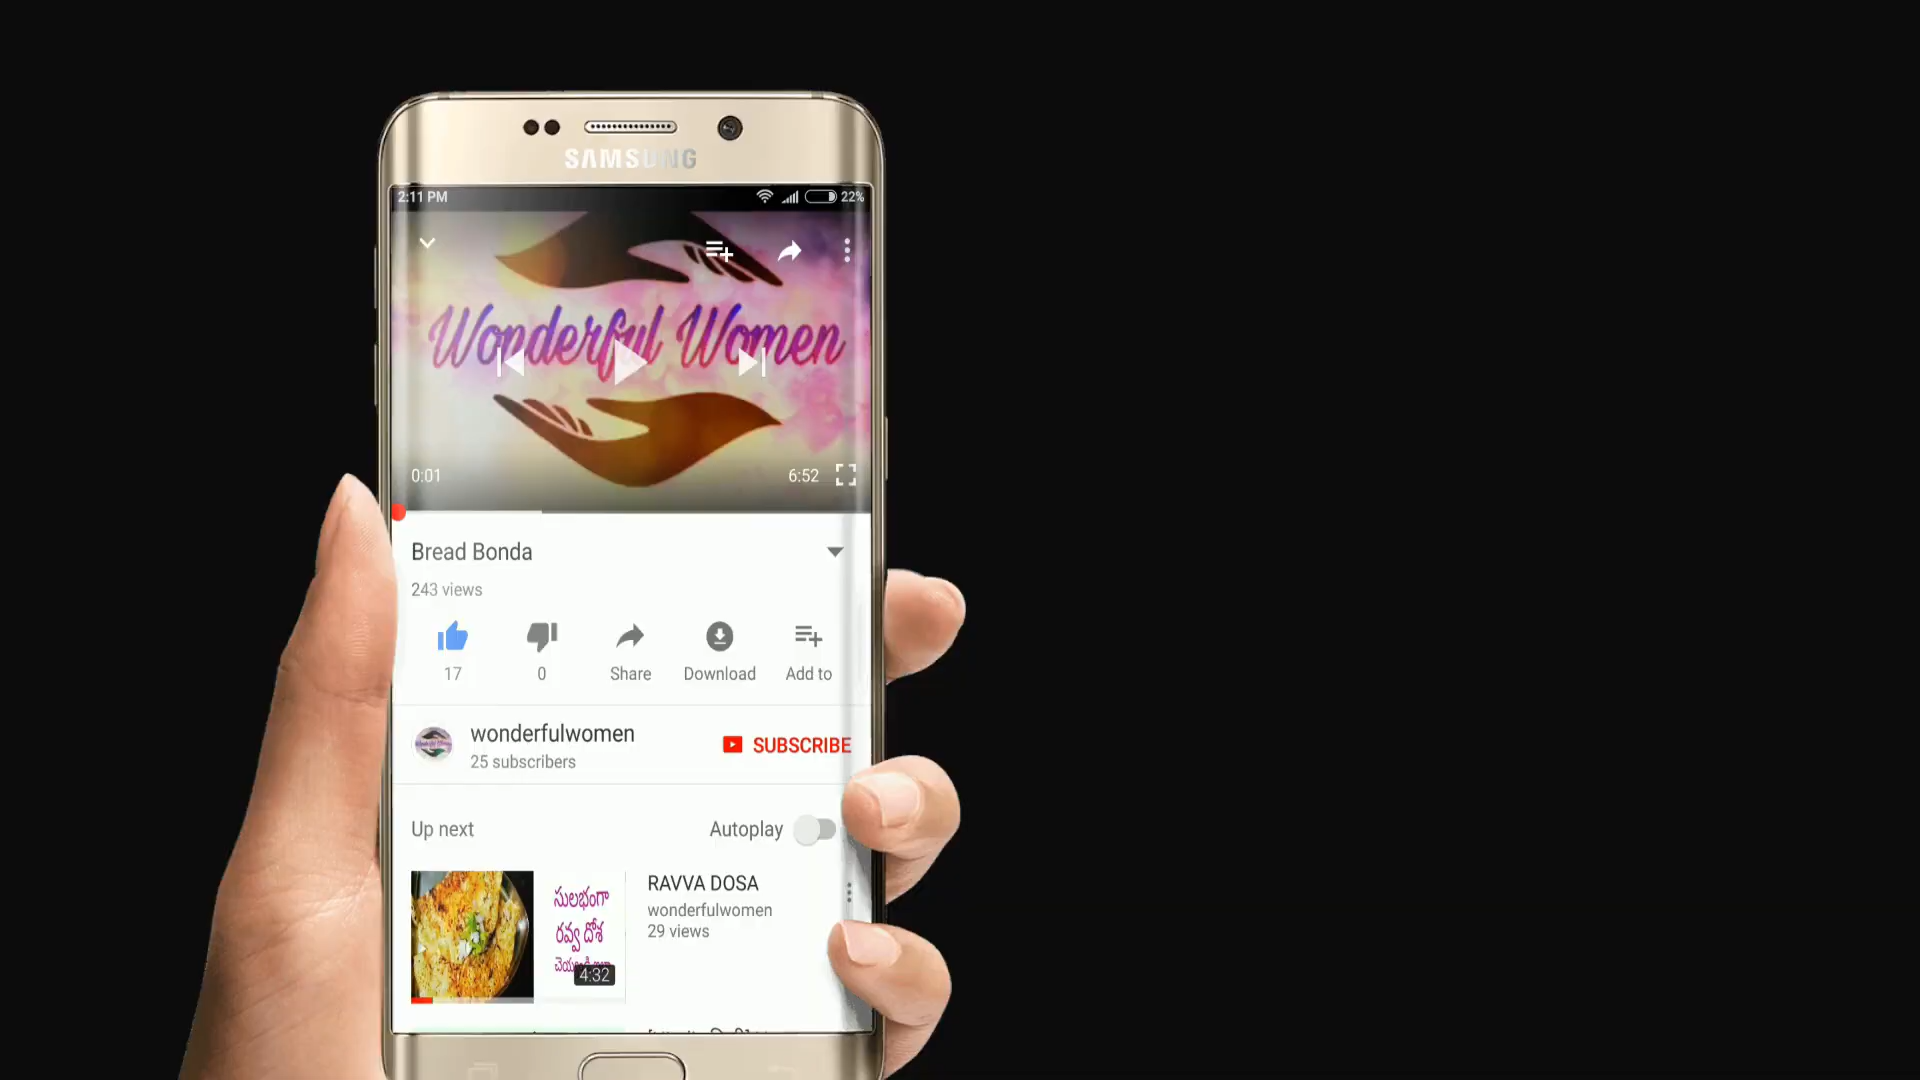 SAMSUNG
2:11 PM
22%
Wonderful Women
0:01
6:52
Bread Bonda
243 views
17
0
Share
Download
Add to
wonderfulwomen
25 subscribers
SUBSCRIBE
Up next
Autoplay
సులభంగా
రవ్వ దోశ
4:32
RAVVA DOSA
wonderfulwomen
29 views